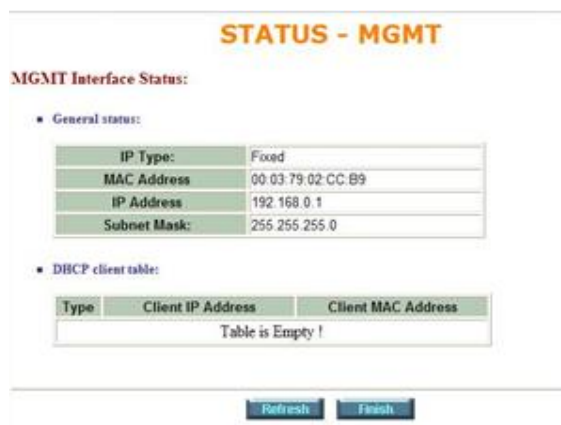 STATUS - MGMT
MGMT Interface Status:
General status:
IP Type: Fixed
MAC Address 00:03:79:02:CC:B9
IP Address 192.168.0.1
Subnet Mask: 255.255.255.0
DHCP client table:
Type Client IP Address Client MAC Address
Table is Empty !
Refresh Finish